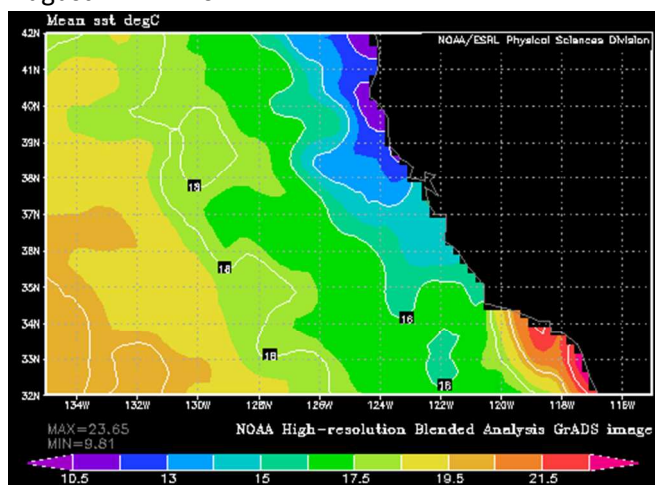 Mean sst degC
NOAA/ESRL Physical Sciences Division
42N
41N
40N
39N
38N
37N
36N
35N
34N
33N
32N
18
18
18
16
16
134W 132W 130W 128W 126W 124W 122W 120W 118W 116W
MAX=23.65
MIN=9.81
NOAA High-resolution Blended Analysis GrADS image
10.5 13 15 17.5 19.5 21.5